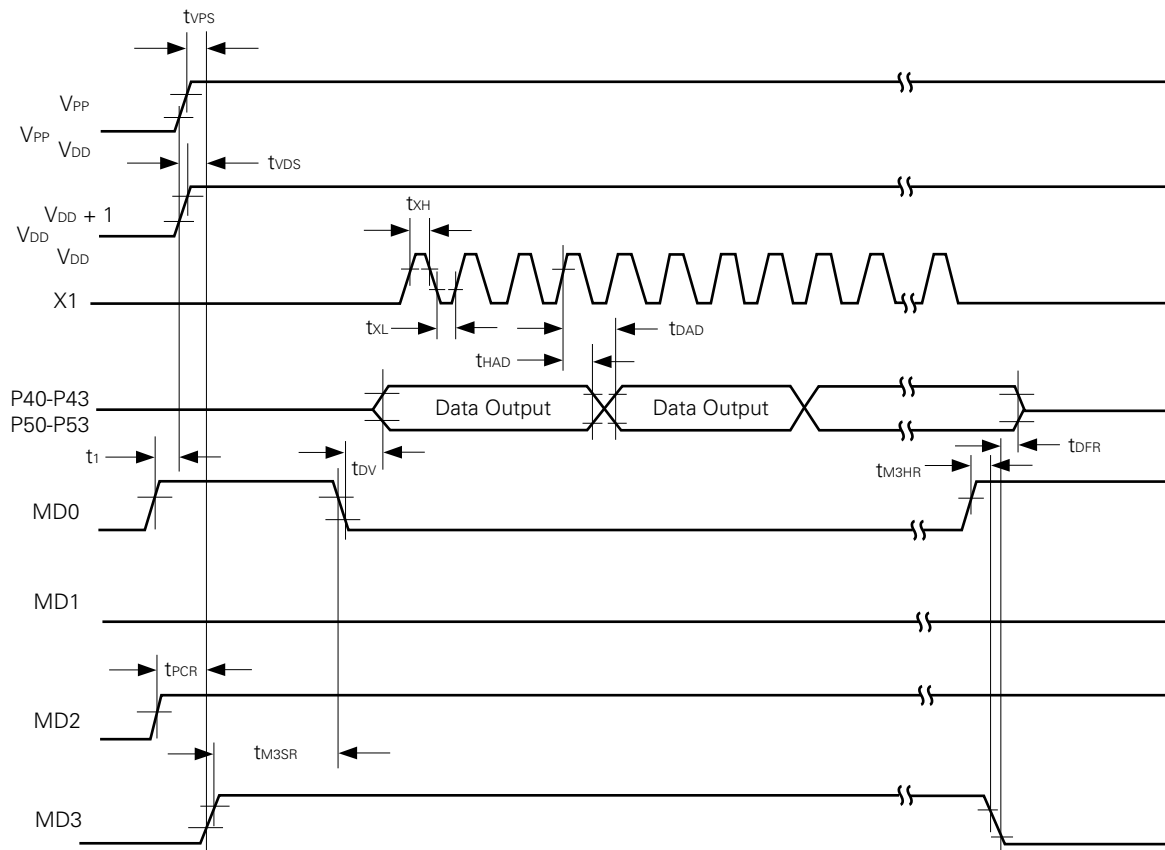 tVPS
VPP
VPP
VDD
tVDS
VDD + 1
VDD
VDD
tXH
X1
tXL
tDAD
tHAD
P40-P43
P50-P53
Data Output
Data Output
t1
tDV
tM3HR
tDFR
MD0
MD1
tPCR
MD2
tM3SR
MD3